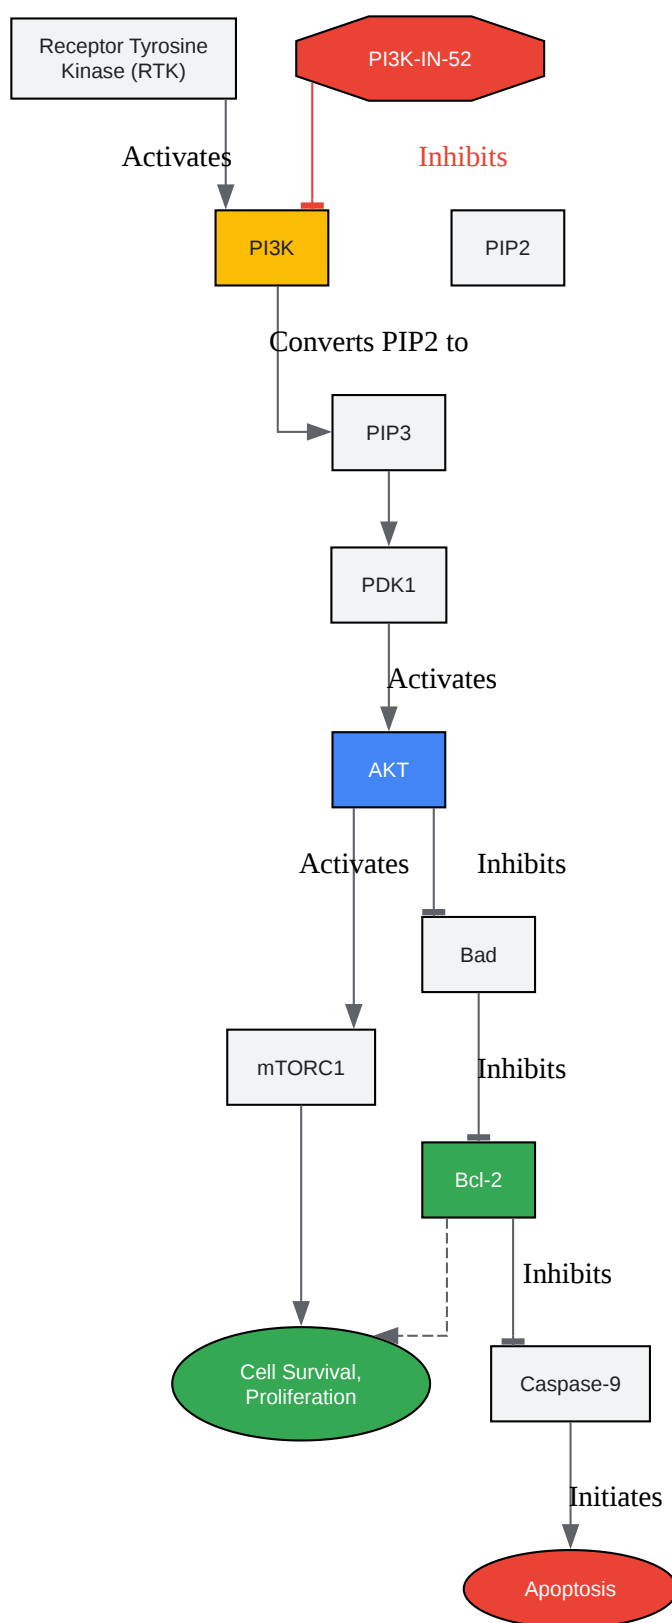 Receptor Tyrosine
Kinase (RTK)
PI3K-IN-52
Activates
Inhibits
PI3K
PIP2
Converts PIP2 to
PIP3
PDK1
Activates
AKT
Activates
Inhibits
Bad
mTORC1
Inhibits
Bcl-2
Inhibits
Cell Survival,
Proliferation
Caspase-9
Initiates
Apoptosis